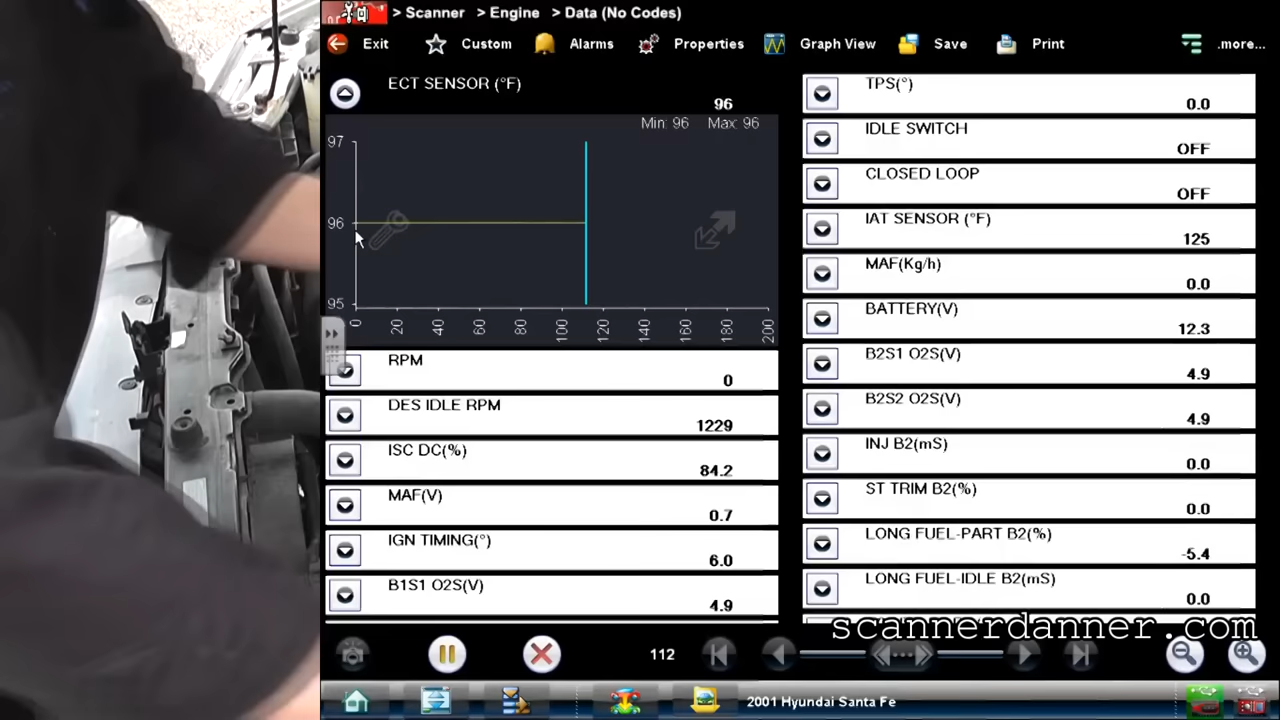 > Scanner > Engine > Data (No Codes)
Exit Custom Alarms Properties Graph View Save Print .more...
ECT SENSOR (°F)
96
Min: 96 Max: 96
97
96
95
0 20 40 60 80 100 120 140 160 180 200
RPM
0
DES IDLE RPM
1229
ISC DC(%)
84.2
MAF(V)
0.7
IGN TIMING(°)
6.0
B1S1 O2S(V)
4.9
TPS(°)
0.0
IDLE SWITCH
OFF
CLOSED LOOP
OFF
IAT SENSOR (°F)
125
MAF(Kg/h)
0.0
BATTERY(V)
12.3
B2S1 O2S(V)
4.9
B2S2 O2S(V)
4.9
INJ B2(mS)
0.0
ST TRIM B2(%)
0.0
LONG FUEL-PART B2(%)
-5.4
LONG FUEL-IDLE B2(mS)
0.0
scannerdanner.com
112
2001 Hyundai Santa Fe